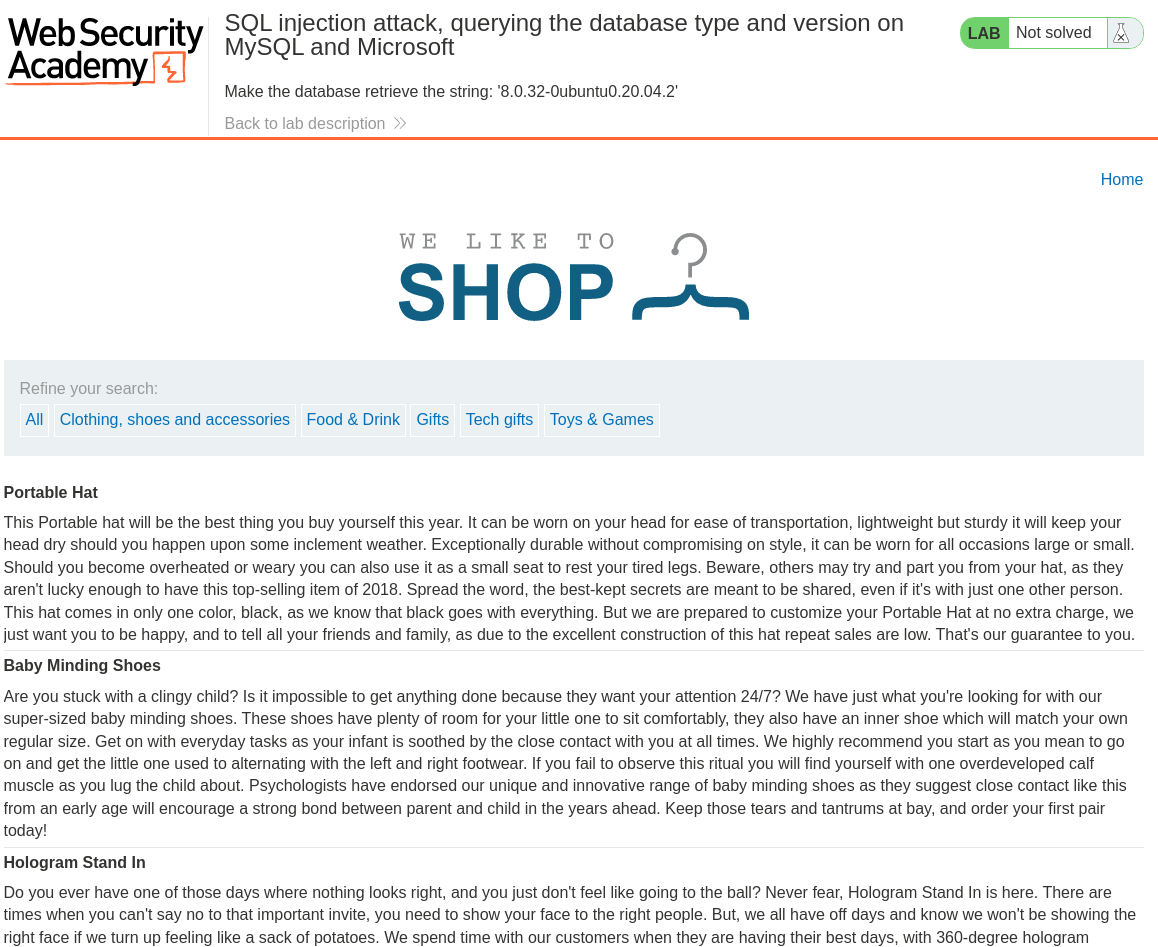 Web Security
Academy
SQL injection attack, querying the database type and version on
MySQL and Microsoft
LAB Not solved
Make the database retrieve the string: '8.0.32-0ubuntu0.20.04.2'
Back to lab description
Home
WE LIKE TO
SHOP
Refine your search:
All Clothing, shoes and accessories Food & Drink Gifts Tech gifts Toys & Games
Portable Hat
This Portable hat will be the best thing you buy yourself this year. It can be worn on your head for ease of transportation, lightweight but sturdy it will keep your
head dry should you happen upon some inclement weather. Exceptionally durable without compromising on style, it can be worn for all occasions large or small.
Should you become overheated or weary you can also use it as a small seat to rest your tired legs. Beware, others may try and part you from your hat, as they
aren't lucky enough to have this top-selling item of 2018. Spread the word, the best-kept secrets are meant to be shared, even if it's with just one other person.
This hat comes in only one color, black, as we know that black goes with everything. But we are prepared to customize your Portable Hat at no extra charge, we
just want you to be happy, and to tell all your friends and family, as due to the excellent construction of this hat repeat sales are low. That's our guarantee to you.
Baby Minding Shoes
Are you stuck with a clingy child? Is it impossible to get anything done because they want your attention 24/7? We have just what you're looking for with our
super-sized baby minding shoes. These shoes have plenty of room for your little one to sit comfortably, they also have an inner shoe which will match your own
regular size. Get on with everyday tasks as your infant is soothed by the close contact with you at all times. We highly recommend you start as you mean to go
on and get the little one used to alternating with the left and right footwear. If you fail to observe this ritual you will find yourself with one overdeveloped calf
muscle as you lug the child about. Psychologists have endorsed our unique and innovative range of baby minding shoes as they suggest close contact like this
from an early age will encourage a strong bond between parent and child in the years ahead. Keep those tears and tantrums at bay, and order your first pair
today!
Hologram Stand In
Do you ever have one of those days where nothing looks right, and you just don't feel like going to the ball? Never fear, Hologram Stand In is here. There are
times when you can't say no to that important invite, you need to show your face to the right people. But, we all have off days and know we won't be showing the
right face if we turn up feeling like a sack of potatoes. We spend time with our customers when they are having their best days, with 360-degree hologram